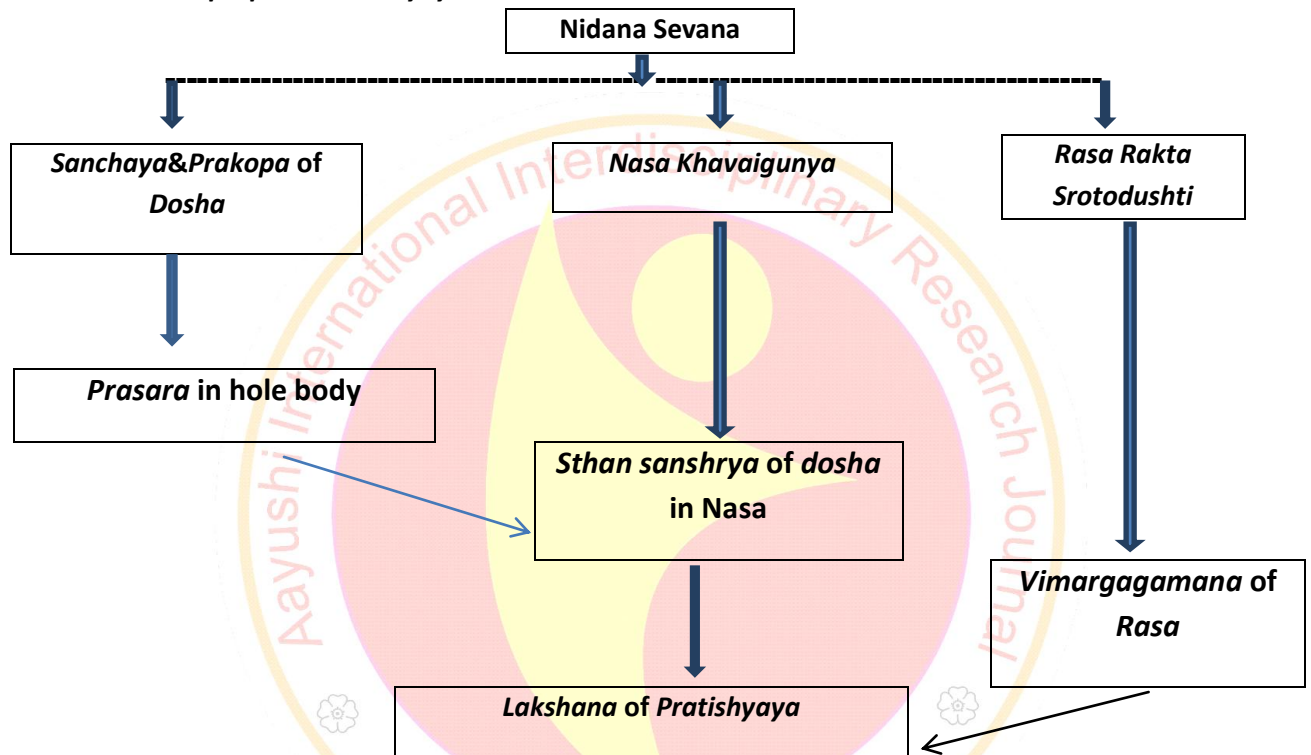 Nidana Sevana
Sanchaya&Prakopa of
Dosha
Nasa Khavaigunya
Rasa Rakta
Srotodushti
Prasara in hole body
Sthan sanshrya of dosha
in Nasa
Vimargagamana of
Rasa
Lakshana of Pratishyaya
Aayushi International Interdisciplinary Research Journal